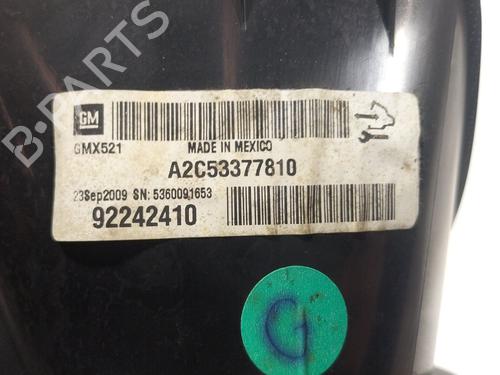 B-PARTS
GM
GMX521
MADE IN MEXICO
A2C53377810
23Sep2009 SN: 5360091653
92242410
G